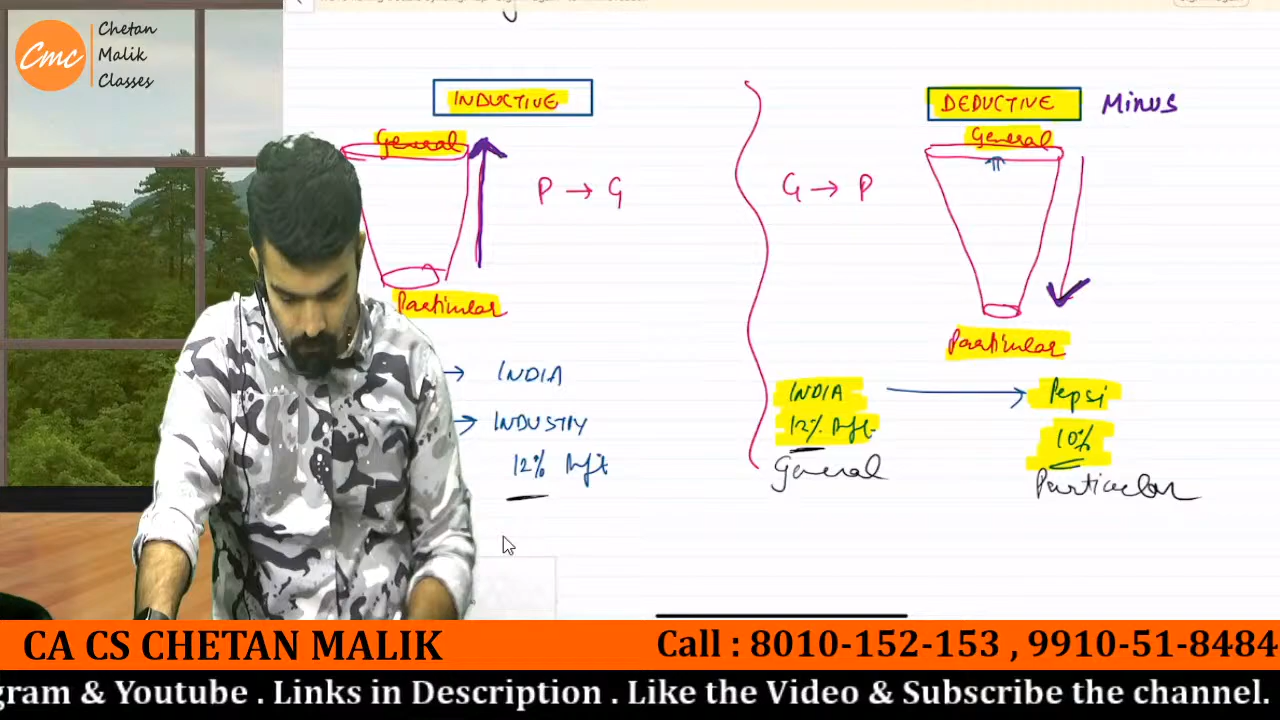 Cmc
Chetan
Malik
Classes
INDUCTIVE
General
P → G
Particular
→ INDIA
→ INDUSTRY
12%
DEDUCTIVE
Minus
General
G → P
Particular
INDIA → Pepsi
12%
10%
General
Particular
CA CS CHETAN MALIK
Call : 8010-152-153 , 9910-51-8484
gram & Youtube . Links in Description . Like the Video & Subscribe the channel.